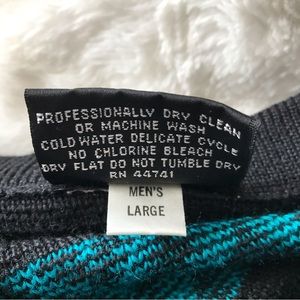 PROFESSIONALLY DRY CLEAN
OR MACHINE WASH
COLD WATER DELICATE CYCLE
NO CHLORINE BLEACH
DRY FLAT DO NOT TUMBLE DRY
RN 44741
MEN'S
LARGE